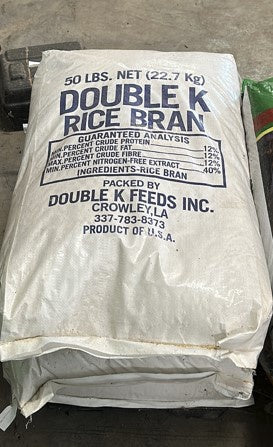 50 LBS. NET (22.7 Kg)
DOUBLE K
RICE BRAN
GUARANTEED ANALYSIS
MIN.PERCENT CRUDE PROTEIN 12%
MIN.PERCENT CRUDE FAT 12%
MAX.PERCENT CRUDE FIBRE 12%
MIN.PERCENT NITROGEN-FREE EXTRACT 40%
INGREDIENTS-RICE BRAN
PACKED BY
DOUBLE K FEEDS INC.
CROWLEY,LA
337-783-8373
PRODUCT OF U.S.A.